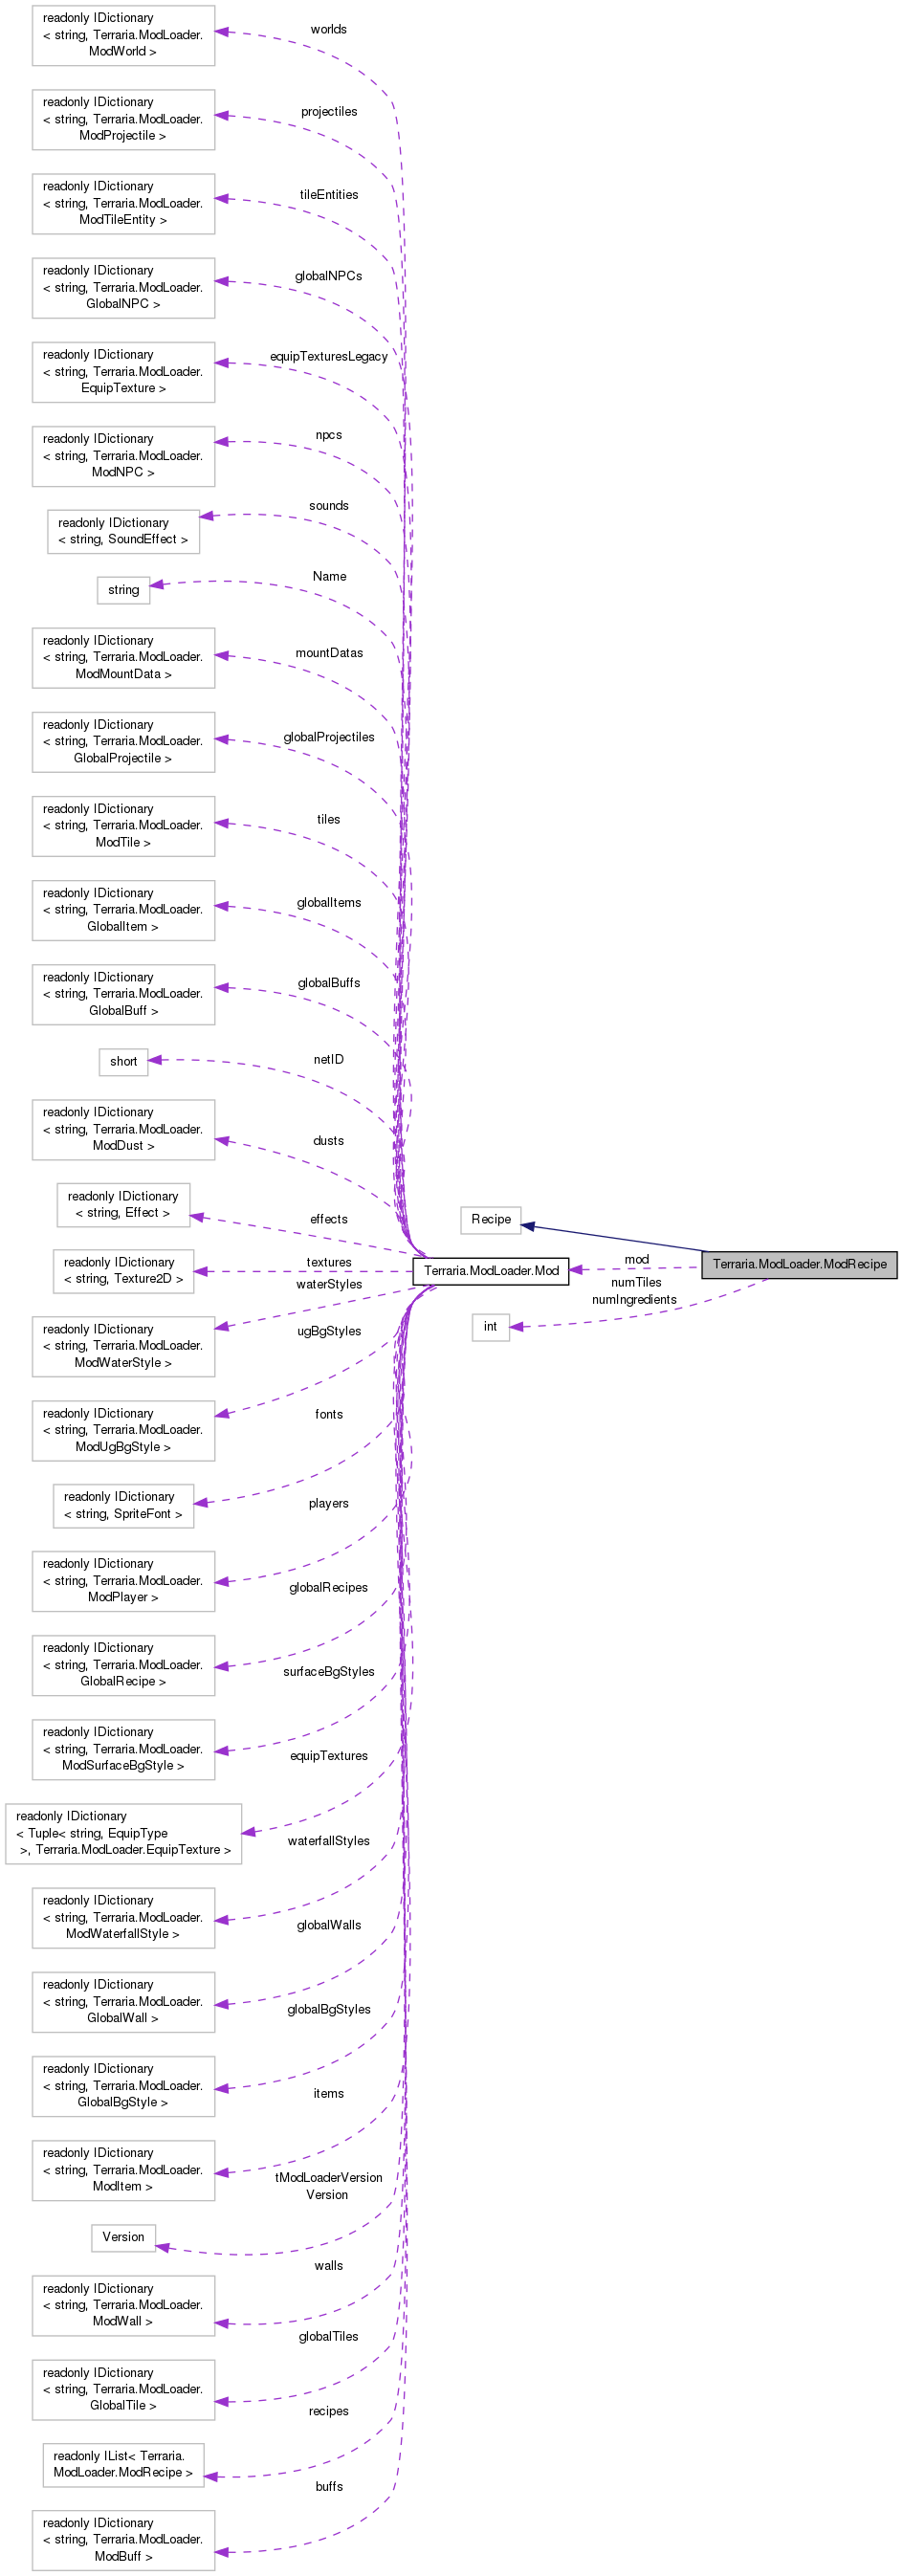 readonly IDictionary
< string, Terraria.ModLoader.
ModWorld >
worlds
readonly IDictionary
< string, Terraria.ModLoader.
ModProjectile >
projectiles
readonly IDictionary
< string, Terraria.ModLoader.
ModTileEntity >
tileEntities
readonly IDictionary
< string, Terraria.ModLoader.
GlobalNPC >
globalNPCs
readonly IDictionary
< string, Terraria.ModLoader.
EquipTexture >
equipTexturesLegacy
readonly IDictionary
< string, Terraria.ModLoader.
ModNPC >
npcs
readonly IDictionary
< string, SoundEffect >
sounds
string
Name
readonly IDictionary
< string, Terraria.ModLoader.
ModMountData >
mountDatas
readonly IDictionary
< string, Terraria.ModLoader.
GlobalProjectile >
globalProjectiles
readonly IDictionary
< string, Terraria.ModLoader.
ModTile >
tiles
readonly IDictionary
< string, Terraria.ModLoader.
GlobalItem >
globalItems
readonly IDictionary
< string, Terraria.ModLoader.
GlobalBuff >
globalBuffs
short
netID
readonly IDictionary
< string, Terraria.ModLoader.
ModDust >
dusts
readonly IDictionary
< string, Effect >
effects
readonly IDictionary
< string, Texture2D >
textures
Terraria.ModLoader.Mod
Recipe
mod
Terraria.ModLoader.ModRecipe
numTiles
numIngredients
int
readonly IDictionary
< string, Terraria.ModLoader.
ModWaterStyle >
waterStyles
readonly IDictionary
< string, Terraria.ModLoader.
ModUgBgStyle >
ugBgStyles
readonly IDictionary
< string, SpriteFont >
fonts
readonly IDictionary
< string, Terraria.ModLoader.
ModPlayer >
players
readonly IDictionary
< string, Terraria.ModLoader.
GlobalRecipe >
globalRecipes
readonly IDictionary
< string, Terraria.ModLoader.
ModSurfaceBgStyle >
surfaceBgStyles
readonly IDictionary
< Tuple< string, EquipType
>, Terraria.ModLoader.EquipTexture >
equipTextures
readonly IDictionary
< string, Terraria.ModLoader.
ModWaterfallStyle >
waterfallStyles
readonly IDictionary
< string, Terraria.ModLoader.
GlobalWall >
globalWalls
readonly IDictionary
< string, Terraria.ModLoader.
GlobalBgStyle >
globalBgStyles
readonly IDictionary
< string, Terraria.ModLoader.
ModItem >
items
Version
tModLoaderVersion
Version
readonly IDictionary
< string, Terraria.ModLoader.
ModWall >
walls
readonly IDictionary
< string, Terraria.ModLoader.
GlobalTile >
globalTiles
readonly IList< Terraria.
ModLoader.ModRecipe >
recipes
readonly IDictionary
< string, Terraria.ModLoader.
ModBuff >
buffs